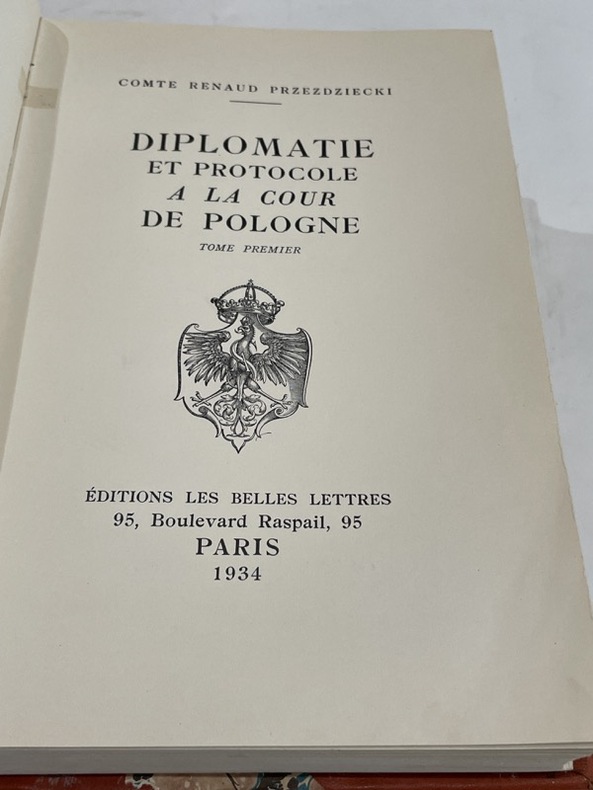 COMTE RENAUD PRZEZDZIECKI
DIPLOMATIE
ET PROTOCOLE
A LA COUR
DE POLOGNE
TOME PREMIER
ÉDITIONS LES BELLES LETTRES
95, Boulevard Raspail, 95
PARIS
1934